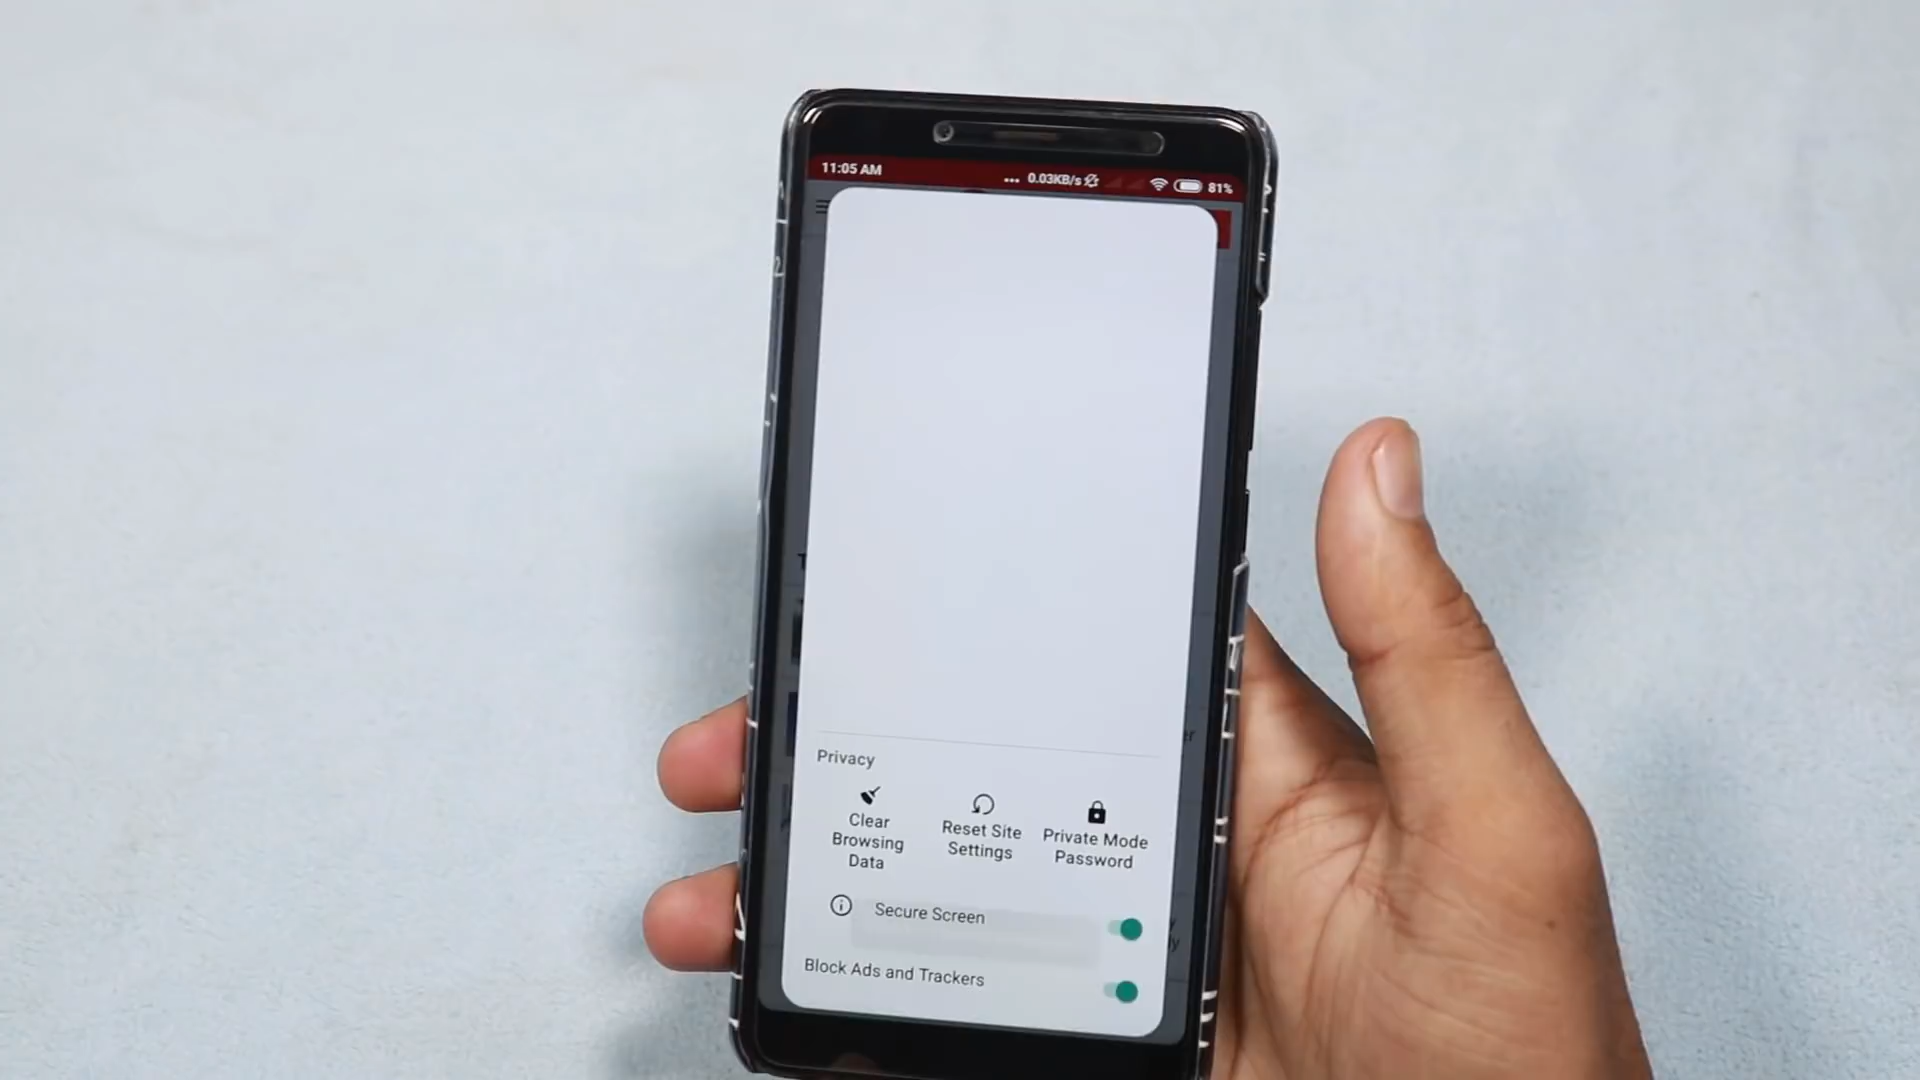 11:05 AM
... 0.03KB/s
81%
Privacy
Clear
Browsing
Data
Reset Site
Settings
Private Mode
Password
Secure Screen
Block Ads and Trackers